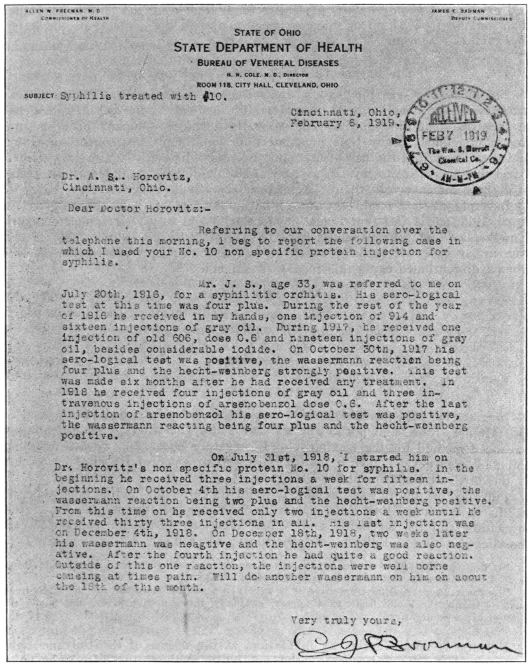 ALLEN W. FREEMAN, M. D.
COMMISSIONER OF HEALTH
JAMES E. BAUMAN
DEPUTY COMMISSIONER
STATE OF OHIO
STATE DEPARTMENT OF HEALTH
BUREAU OF VENEREAL DISEASES
H. N. COLE, M. D., DIRECTOR
ROOM 118, CITY HALL, CLEVELAND, OHIO
SUBJECT: Syphilis treated with #10.
Cincinnati, Ohio,
February 6, 1919.
RECEIVED
FEB 7 1919
The Wm. S. Merrell
Chemical Co.
AM-M-PM
Dr. A. S. Horovitz,
Cincinnati, Ohio.
Dear Doctor Horovitz:-
Referring to our conversation over the
telephone this morning, I beg to report the following case in
which I used your No. 10 non specific protein injection for
syphilis.
Mr. J. S., age 33, was referred to me on
July 20th, 1916, for a syphilitic orchitis. His sero-logical
test at this time was four plus. During the rest of the year
of 1916 he received in my hands, one injection of 914 and
sixteen injections of gray oil. During 1917, he received one
injection of old 606, dose 0.6 and nineteen injections of gray
oil, besides considerable iodide. On October 30th, 1917 his
sero-logical test was positive, the wassermann reaction being
four plus and the hecht-weinberg strongly positive. This test
was made six months after he had received any treatment. In
1918 he received four injections of gray oil and three in-
travenous injections of arsenobenzol dose 0.6. After the last
injection of arsenobenzol his sero-logical test was positive,
the wassermann reacting being four plus and the hecht-weinberg
positive.
On July 31st, 1918, I started him on
Dr. Horovitz's non specific protein No. 10 for syphilis. In the
beginning he received three injections a week for fifteen in-
jections. On October 4th his sero-logical test was positive, the
wassermann reaction being two plus and the hecht-weinberg positive.
From this time on he received only two injections a week until he
received thirty three injections in all. His last injection was
on December 4th, 1918. On December 18th, 1918, two weeks later
his wassermann was neagtive and the hecht-weinberg was also neg-
ative. After the fourth injection he had quite a good reaction.
Outside of this one reaction, the injections were well borne
causing at times pain. Will do another wassermann on him on about
the 18th of this month.
Very truly yours,